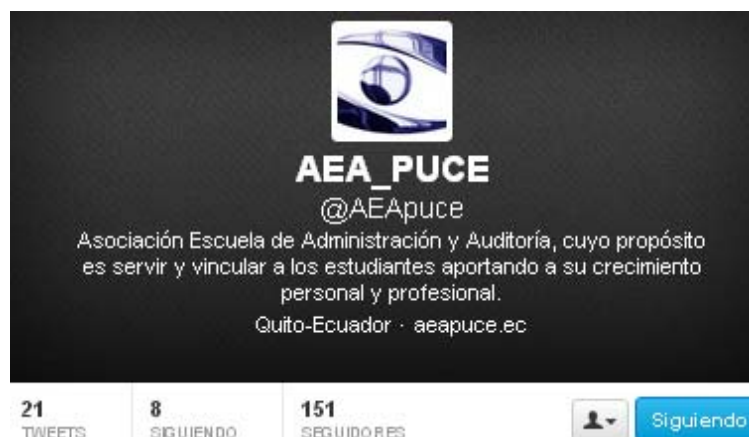 AEA_PUCE
@AEApuce
Asociación Escuela de Administración y Auditoría, cuyo propósito
es servir y vincular a los estudiantes aportando a su crecimiento
personal y profesional.
Quito-Ecuador · aeapuce.ec
21 8 151
TWEETS SIGUIENDO SEGUIDORES
Siguiendo